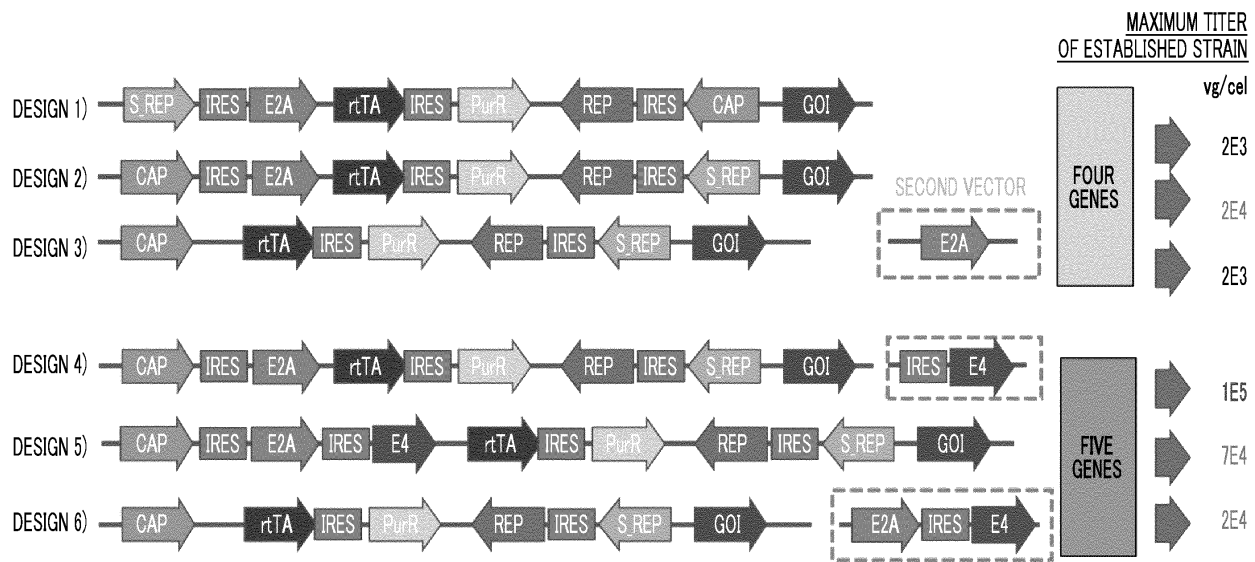 MAXIMUM TITER
OF ESTABLISHED STRAIN
vg/cel
DESIGN 1) S_REP IRES E2A rtTA IRES PurR REP IRES CAP GOI 2E3
DESIGN 2) CAP IRES E2A rtTA IRES PurR REP IRES S_REP GOI 2E4
SECOND VECTOR
FOUR
GENES
DESIGN 3) CAP rtTA IRES PurR REP IRES S_REP GOI E2A 2E3
DESIGN 4) CAP IRES E2A rtTA IRES PurR REP IRES S_REP GOI IRES E4 1E5
DESIGN 5) CAP IRES E2A IRES E4 rtTA IRES PurR REP IRES S_REP GOI 7E4
FIVE
GENES
DESIGN 6) CAP rtTA IRES PurR REP IRES S_REP GOI E2A IRES E4 2E4